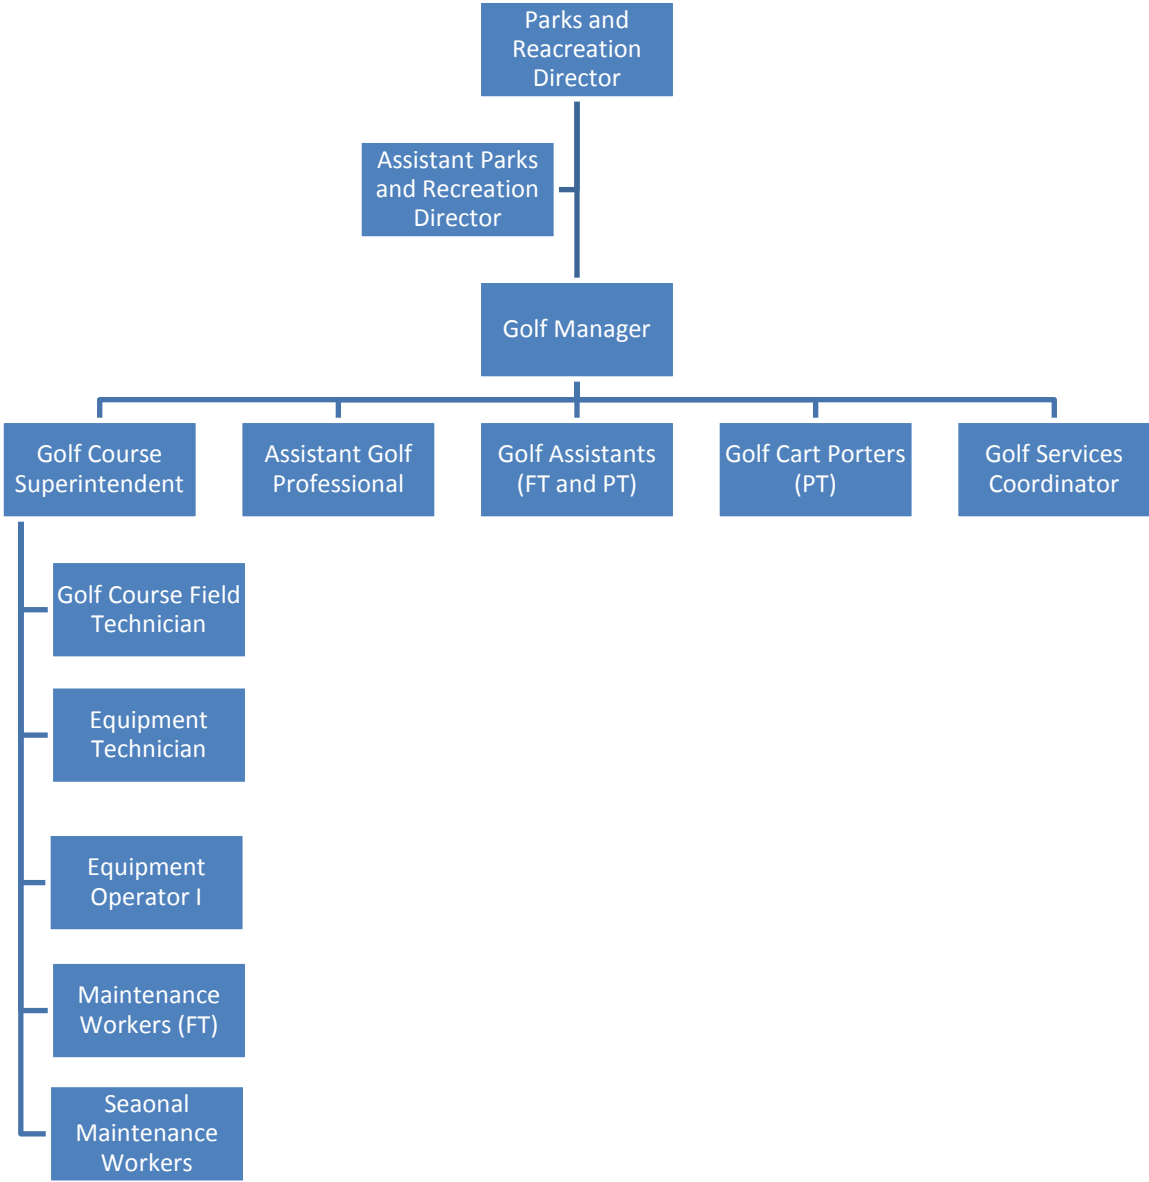 Parks and
Reacreation
Director
Assistant Parks
and Recreation
Director
Golf Manager
Golf Course
Superintendent
Assistant Golf
Professional
Golf Assistants
(FT and PT)
Golf Cart Porters
(PT)
Golf Services
Coordinator
Golf Course Field
Technician
Equipment
Technician
Equipment
Operator I
Maintenance
Workers (FT)
Seaonal
Maintenance
Workers